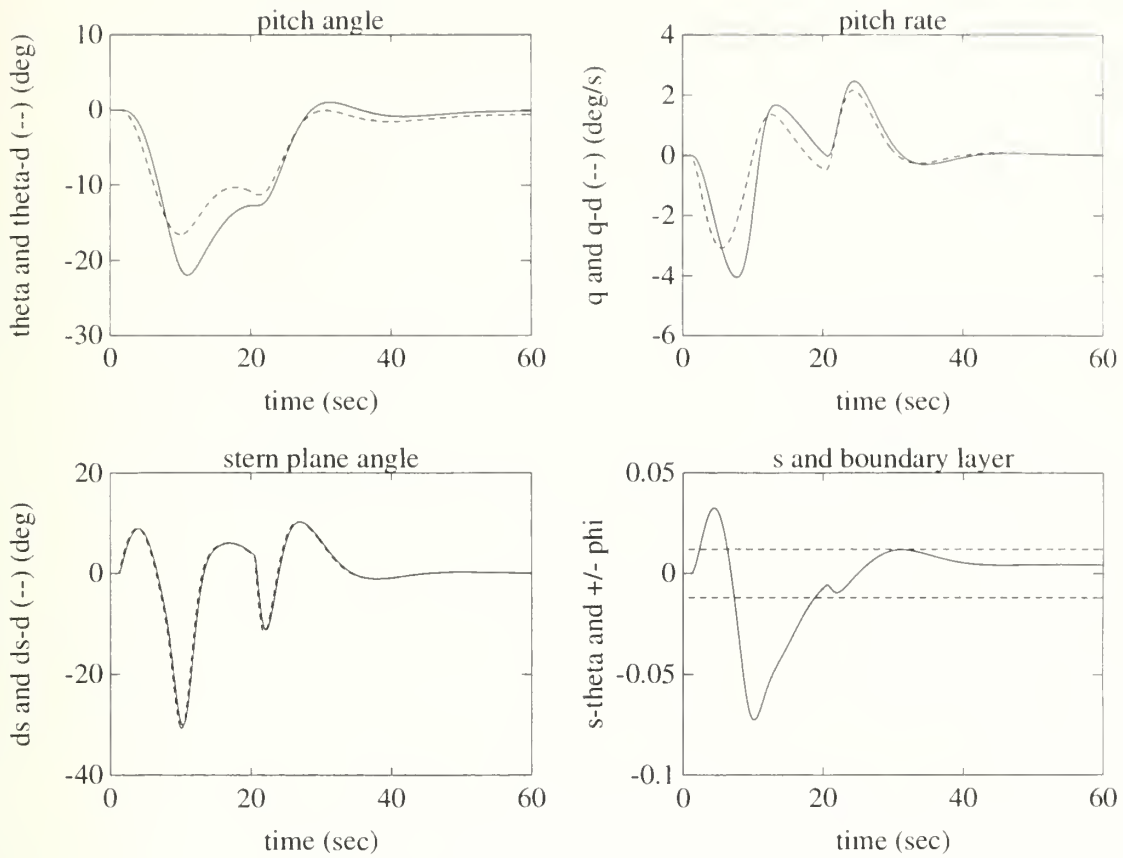 pitch angle
theta and theta-d (--) (deg)
10
0
-10
-20
-30
0
20
40
60
time (sec)
pitch rate
q and q-d (--) (deg/s)
4
2
0
-2
-4
-6
0
20
40
60
time (sec)
stern plane angle
ds and ds-d (--) (deg)
20
0
-20
-40
0
20
40
60
time (sec)
s and boundary layer
s-theta and +/- phi
0.05
0
-0.05
-0.1
0
20
40
60
time (sec)